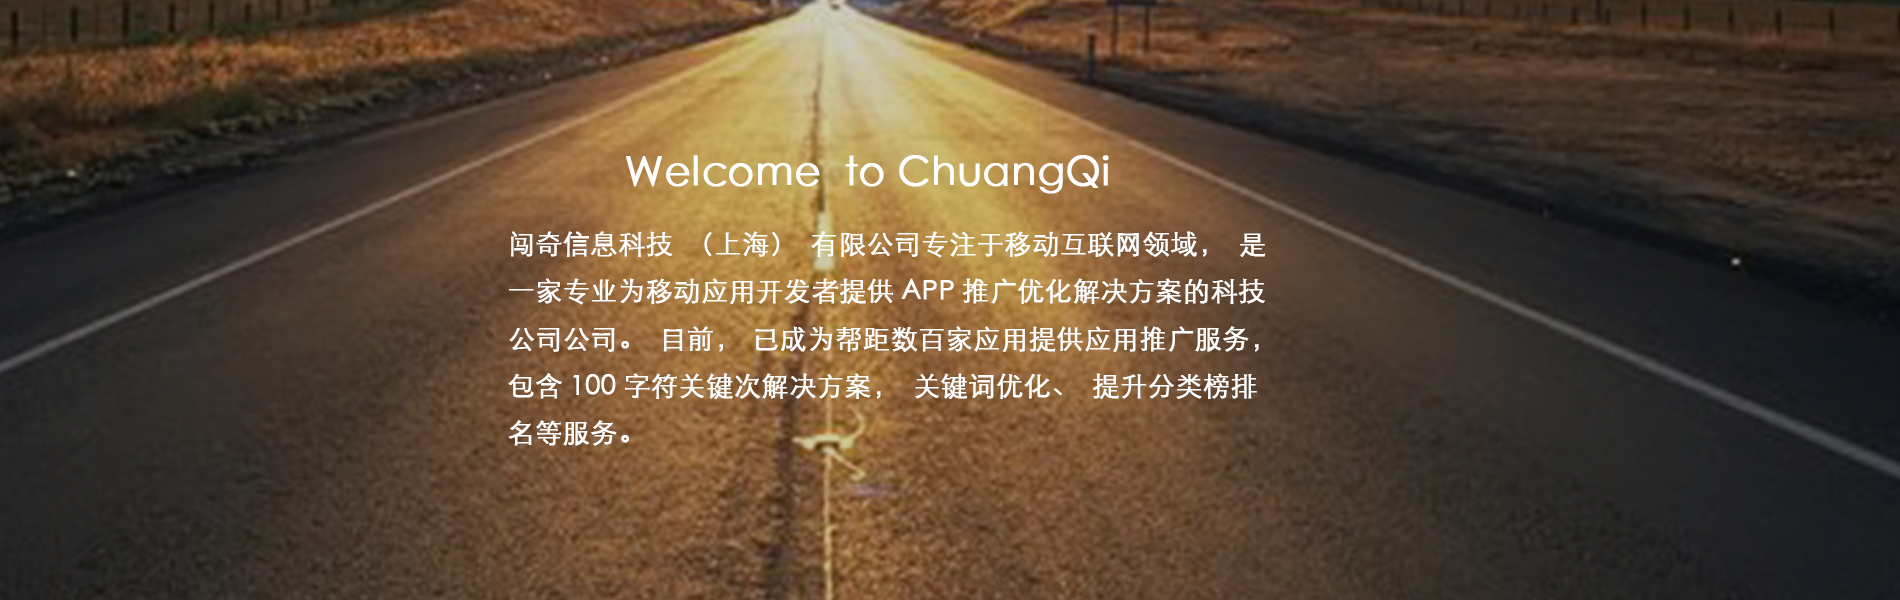 Welcome to ChuangQi
闯奇信息科技 （上海） 有限公司专注于移动互联网领域， 是
一家专业为移动应用开发者提供 APP 推广优化解决方案的科技
公司公司。 目前， 已成为帮距数百家应用提供应用推广服务，
包含 100 字符关键次解决方案， 关键词优化、 提升分类榜排
名等服务。